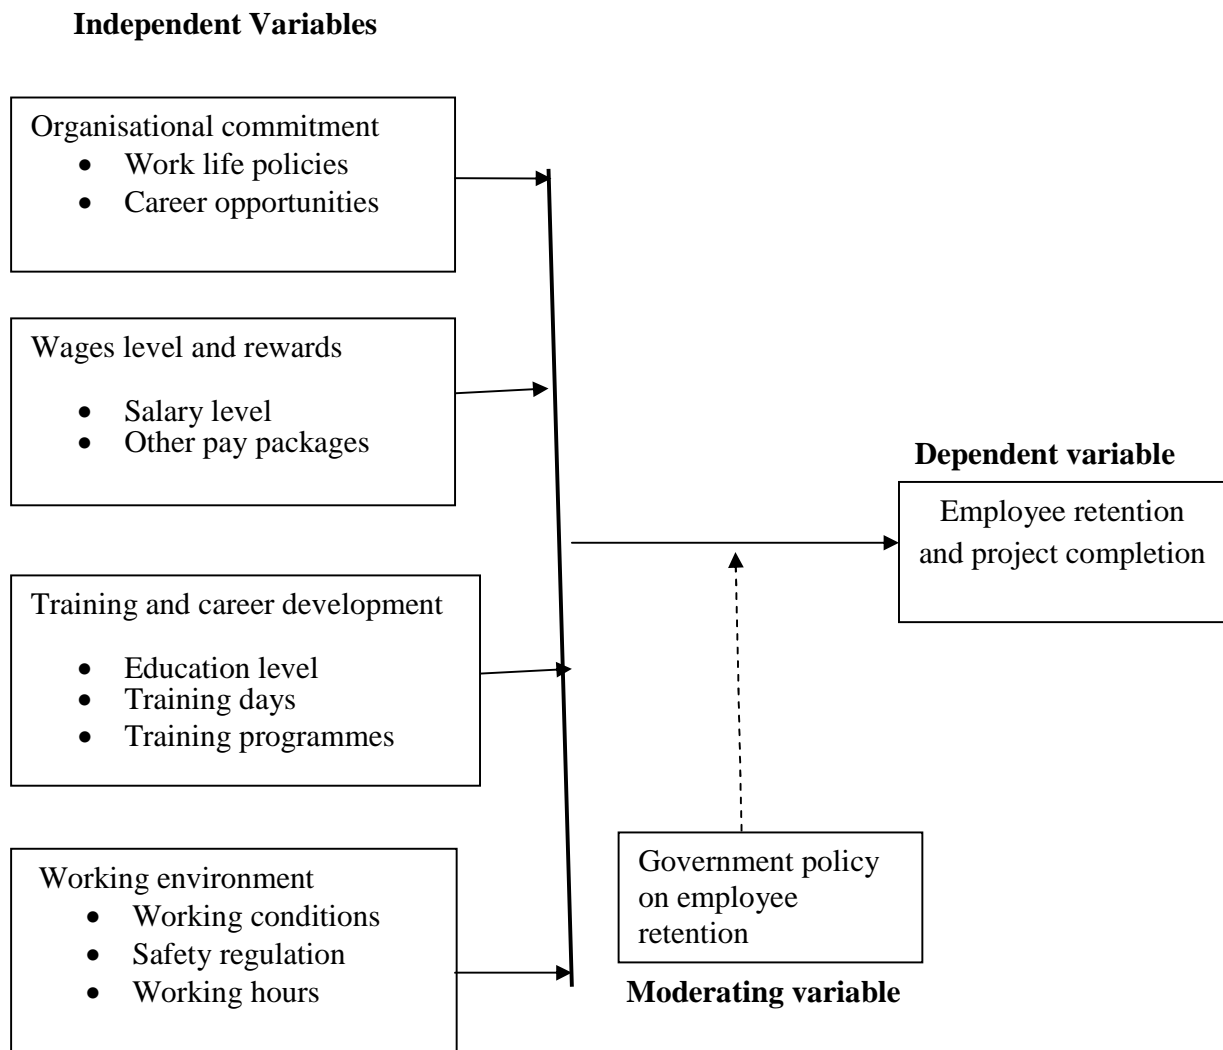 Independent Variables
Organisational commitment
• Work life policies
• Career opportunities
Wages level and rewards
• Salary level
• Other pay packages
Training and career development
• Education level
• Training days
• Training programmes
Working environment
• Working conditions
• Safety regulation
• Working hours
Dependent variable
Employee retention
and project completion
Government policy
on employee
retention
Moderating variable